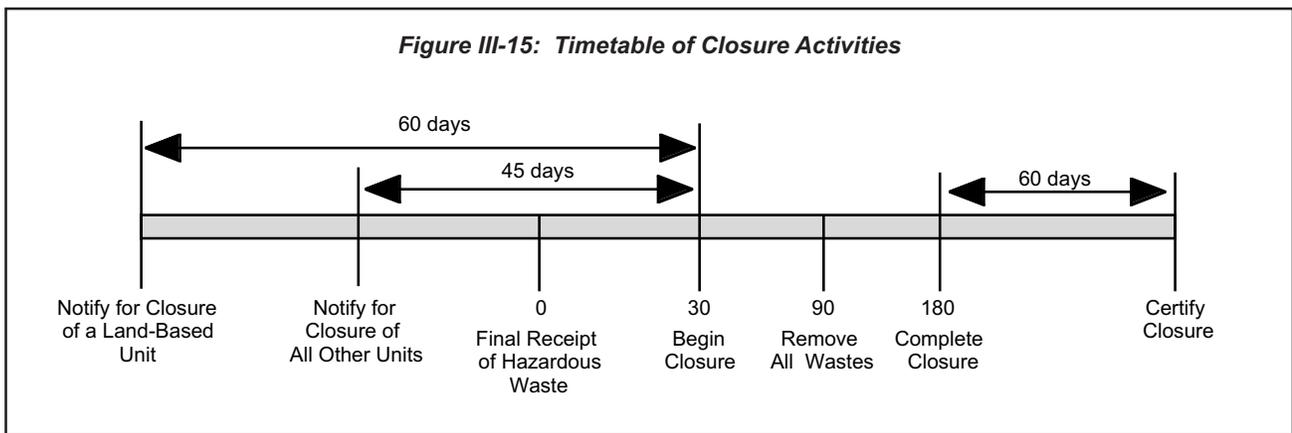 Figure III-15: Timetable of Closure Activities
60 days
45 days
60 days
Notify for Closure
of a Land-Based
Unit
Notify for
Closure of
All Other Units
0
Final Receipt
of Hazardous
Waste
30
Begin
Closure
90
Remove
All Wastes
180
Complete
Closure
Certify
Closure